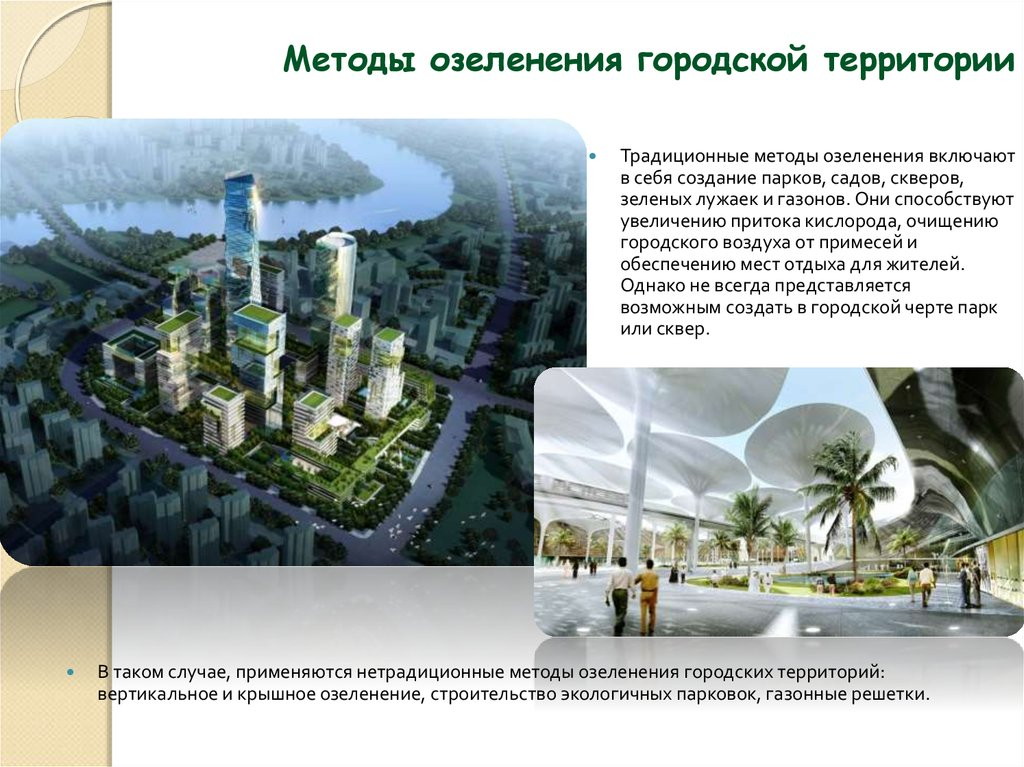 Методы озеленения городской территории
• Традиционные методы озеленения включают
в себя создание парков, садов, скверов,
зеленых лужаек и газонов. Они способствуют
увеличению притока кислорода, очищению
городского воздуха от примесей и
обеспечению мест отдыха для жителей.
Однако не всегда представляется
возможным создать в городской черте парк
или сквер.
• В таком случае, применяются нетрадиционные методы озеленения городских территорий:
вертикальное и крышное озеленение, строительство экологичных парковок, газонные решетки.